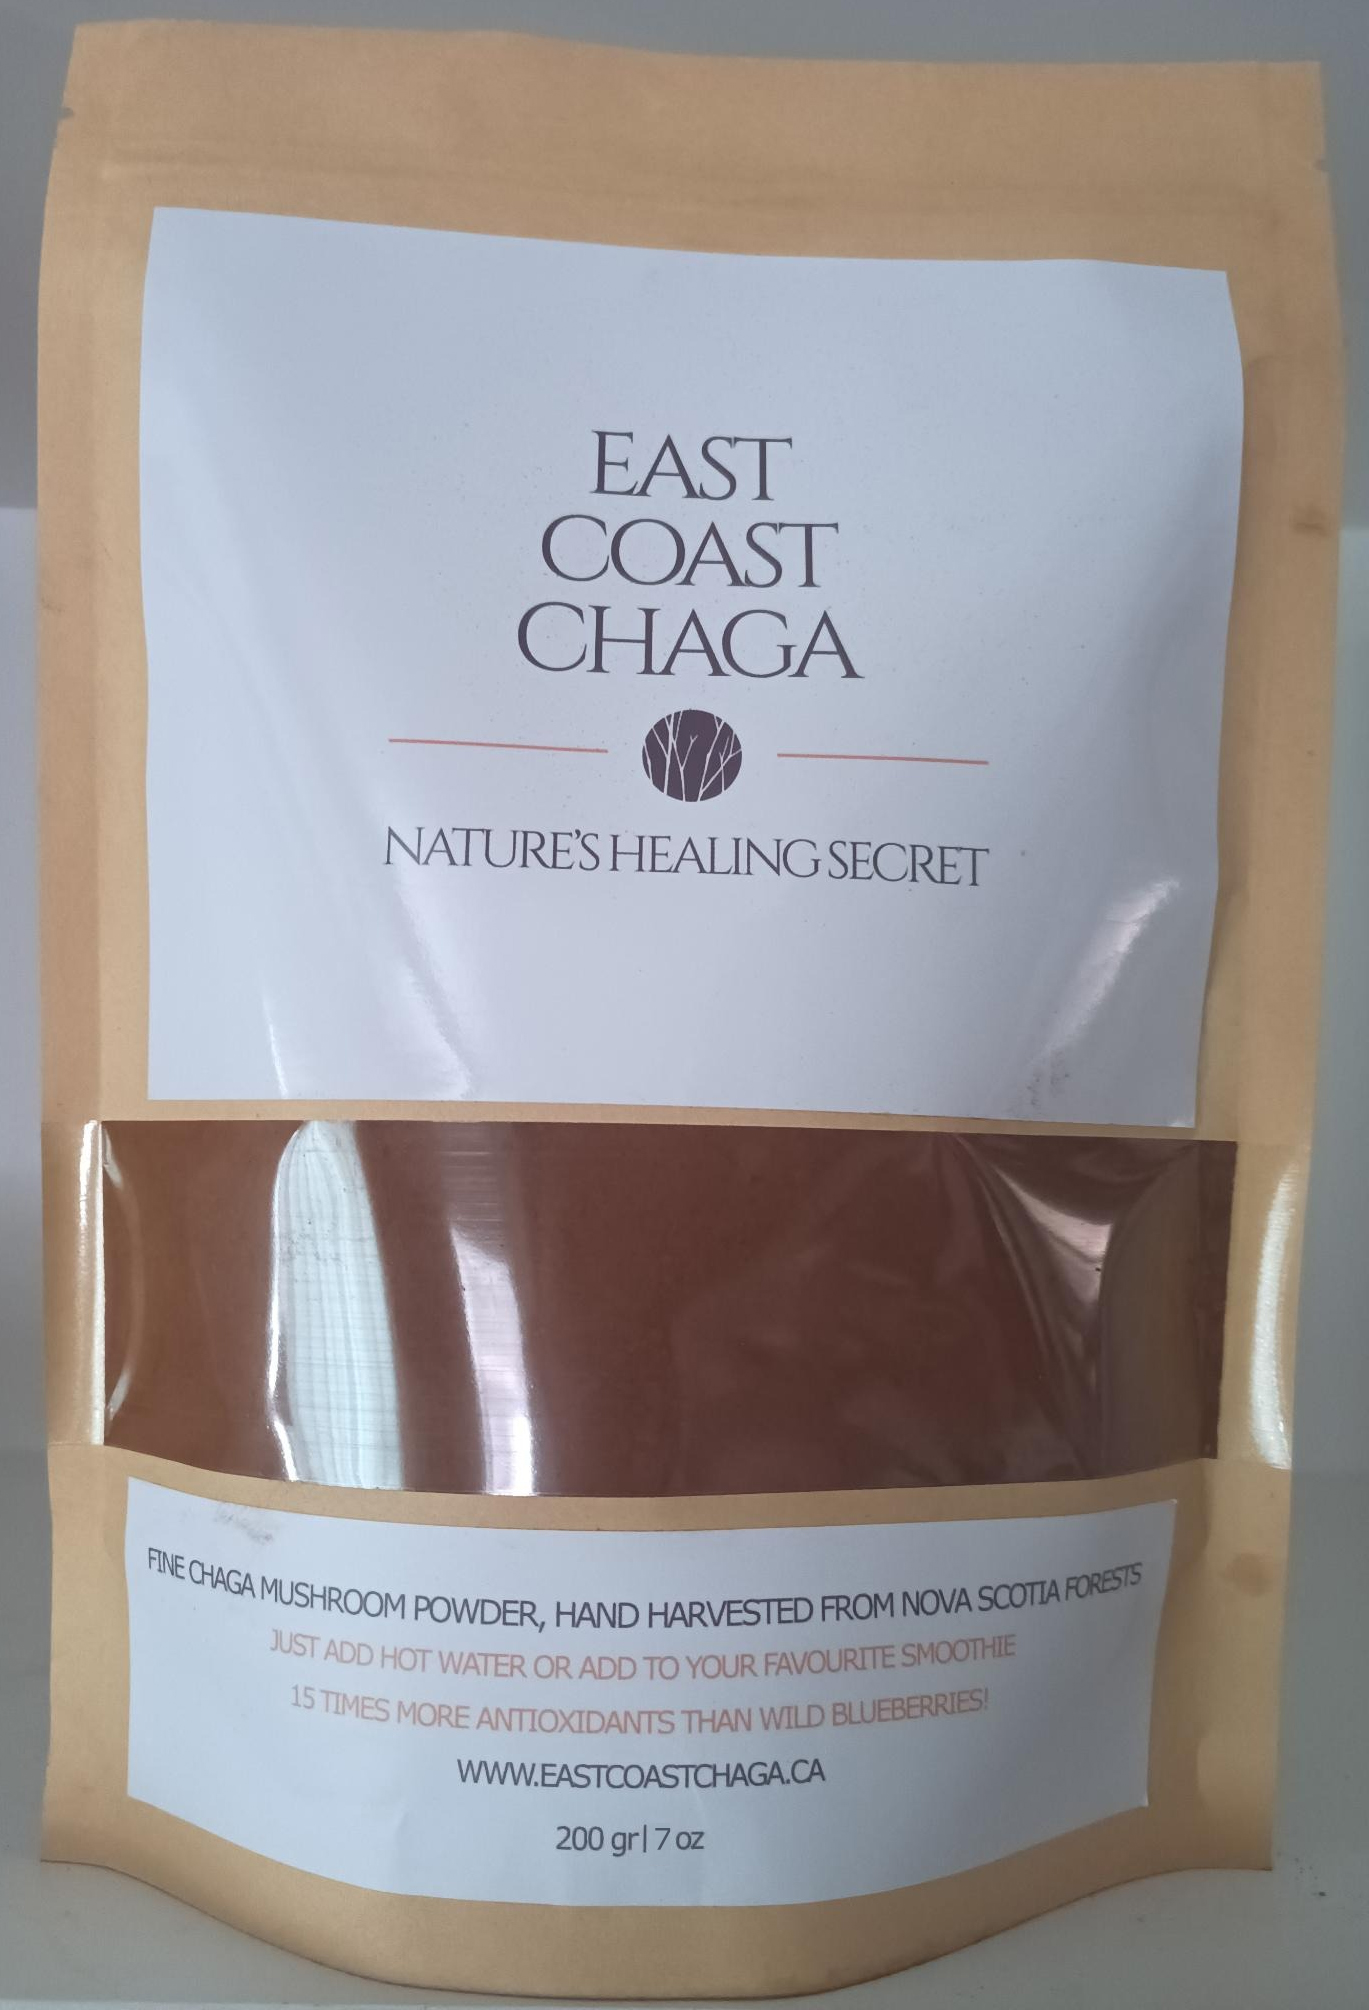 EAST
COAST
CHAGA
NATURE'S HEALING SECRET
FINE CHAGA MUSHROOM POWDER, HAND HARVESTED FROM NOVA SCOTIA FORESTS
JUST ADD HOT WATER OR ADD TO YOUR FAVOURITE SMOOTHIE
15 TIMES MORE ANTIOXIDANTS THAN WILD BLUEBERRIES!
WWW.EASTCOASTCHAGA.CA
200 gr| 7 oz